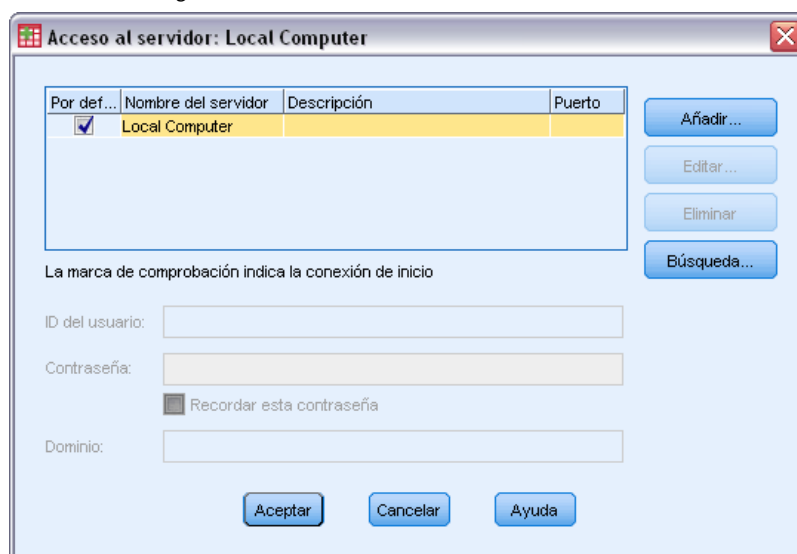 Acceso al servidor: Local Computer
Por def... Nombre del servidor Descripción Puerto
Local Computer
Añadir...
Editar...
Eliminar
Búsqueda...
La marca de comprobación indica la conexión de inicio
ID del usuario:
Contraseña:
Recordar esta contraseña
Dominio:
Aceptar Cancelar Ayuda